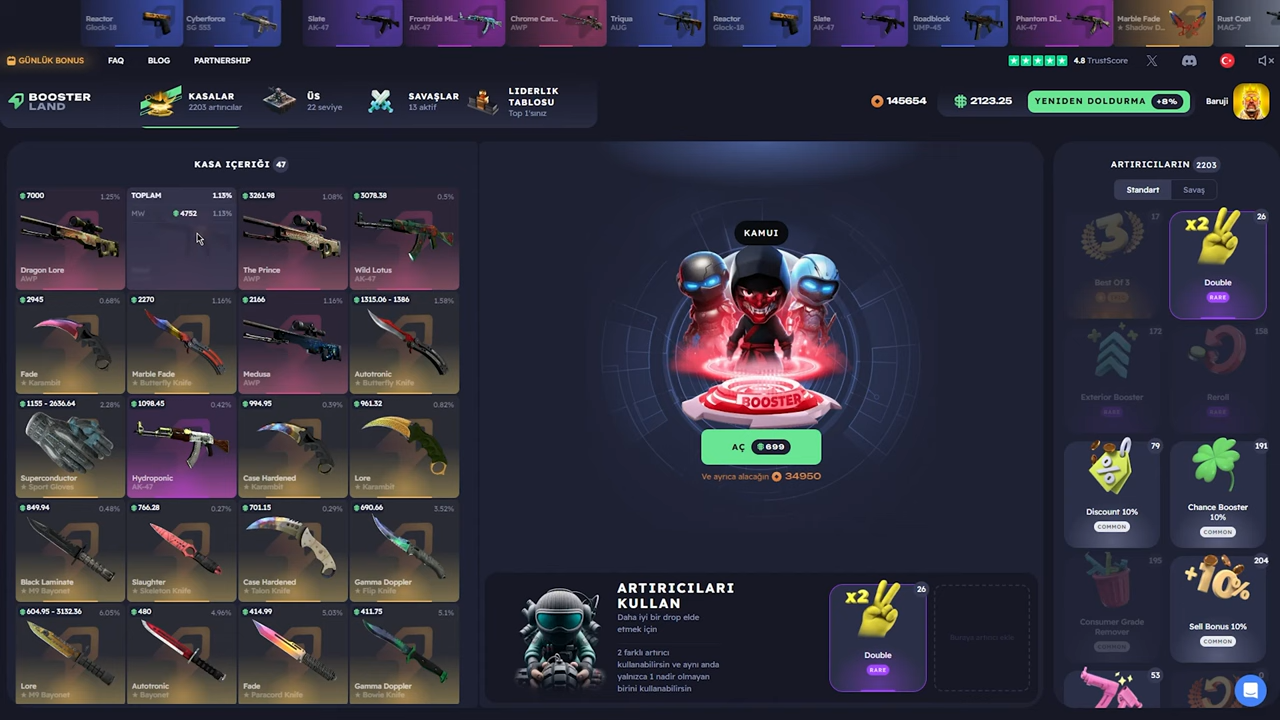 Reactor
Glock-18
Cyberforce
SG 553
Slate
AK-47
Frontside Mi...
AK-47
Chrome Can...
AWP
Triqua
AUG
Reactor
Glock-18
Slate
AK-47
Roadblock
UMP-45
Phantom Di...
AK-47
Marble Fade
★ Shadow D...
Rust Coat
MAG-7
GÜNLÜK BONUS
FAQ
BLOG
PARTNERSHIP
4.8 TrustScore
BOOSTER
LAND
KASALAR
2203 artırıcılar
ÜS
22 seviye
SAVAŞLAR
13 aktif
LIDERLIK
TABLOSU
Top 1'sınız
145654
2123.25
YENIDEN DOLDURMA +8%
Baruji
KASA IÇERIĞI 47
7000 1.25%
Dragon Lore
AWP
TOPLAM 1.13%
MW 4752 1.13%
3261.98 1.08%
The Prince
AWP
3078.38 0.5%
Wild Lotus
AK-47
2945 0.68%
Fade
★ Karambit
2270 1.16%
Marble Fade
★ Butterfly Knife
2166 1.16%
Medusa
AWP
1315.06 - 1386 1.58%
Autotronic
★ Butterfly Knife
1155 - 2636.64 2.28%
Superconductor
★ Sport Gloves
1098.45 0.42%
Hydroponic
AK-47
994.95 0.39%
Case Hardened
★ Karambit
961.32 0.82%
Lore
★ Karambit
849.94 0.48%
Black Laminate
★ M9 Bayonet
766.28 0.27%
Slaughter
★ Skeleton Knife
701.15 0.29%
Case Hardened
★ Talon Knife
690.66 3.52%
Gamma Doppler
★ Flip Knife
604.95 - 3132.36 6.05%
Lore
★ M9 Bayonet
480 4.96%
Autotronic
★ Bayonet
414.99 5.03%
Fade
★ Paracord Knife
411.75 5.1%
Gamma Doppler
★ Bowie Knife
KAMUI
BOOSTER
AÇ 699
Ve ayrıca alacağın 34950
ARTIRICILARI
KULLAN
Daha iyi bir drop elde
etmek için
2 farklı artırıcı
kullanabilirsin ve aynı anda
yalnızca 1 nadir olmayan
birini kullanabilirsin
x2
26
Double
RARE
ARTIRICILARIN 2203
Standart
Savaş
17
3
Best Of 3
26
x2
Double
RARE
172
Exterior Booster
RARE
158
Reroll
RARE
79
Discount 10%
COMMON
191
Chance Booster
10%
COMMON
195
Consumer Grade
Remover
COMMON
204
+10%
Sell Bonus 10%
COMMON
53